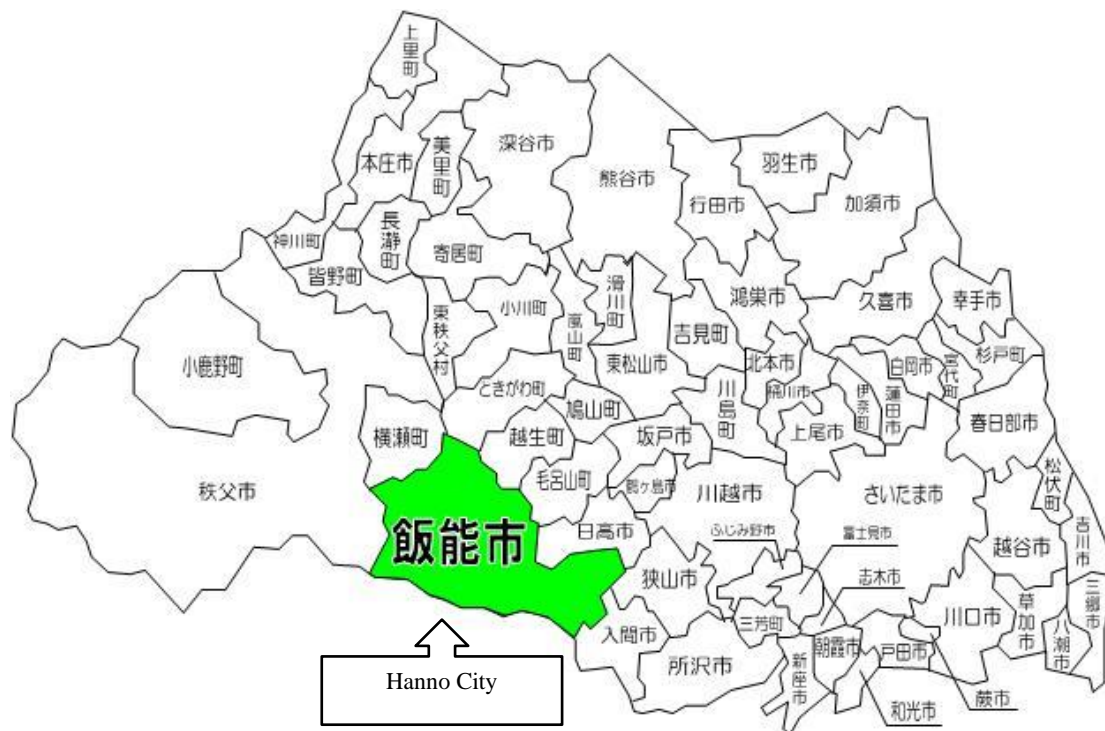 上里町
本庄市
美里町
深谷市
熊谷市
行田市
羽生市
加須市
神川町
皆野町
長瀞町
寄居町
東秩父村
小川町
嵐山町
滑川町
東松山市
吉見町
鴻巣市
久喜市
幸手市
杉戸町
宮代町
白岡市
蓮田市
伊奈町
北本市
桶川市
上尾市
川島町
春日部市
小鹿野町
秩父市
横瀬町
ときがわ町
鳩山町
越生町
坂戸市
毛呂山町
鶴ヶ島市
川越市
さいたま市
松伏町
吉川市
越谷市
飯能市
日高市
ふじみ野市
富士見市
狭山市
志木市
三芳町
入間市
所沢市
新座市
朝霞市
戸田市
川口市
草加市
八潮市
三郷市
和光市
蕨市
Hanno City